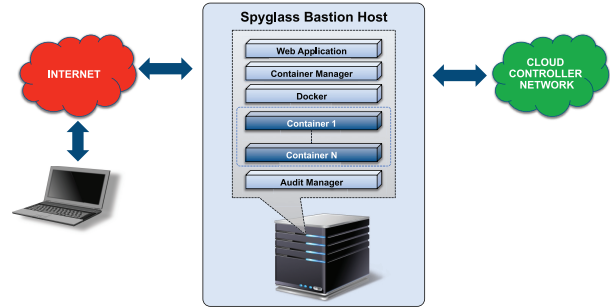 Spyglass Bastion Host
Web Application
Container Manager
Docker
Container 1
Container N
Audit Manager
INTERNET
CLOUD
CONTROLLER
NETWORK